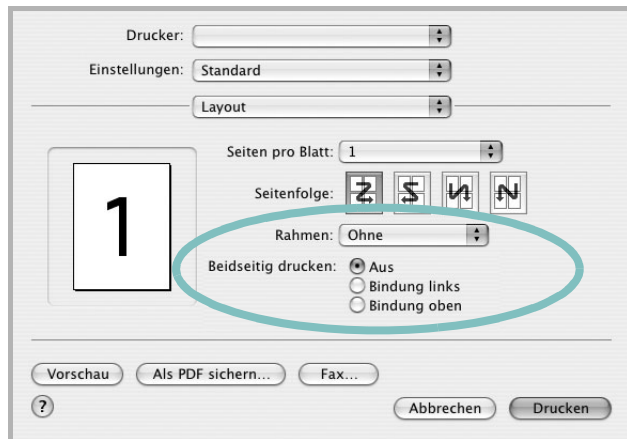 Drucker:
Einstellungen: Standard
Layout
Seiten pro Blatt: 1
Seitenfolge:
1
Rahmen: Ohne
Beidseitig drucken: Aus
Bindung links
Bindung oben
Vorschau Als PDF sichern... Fax...
? Abbrechen Drucken